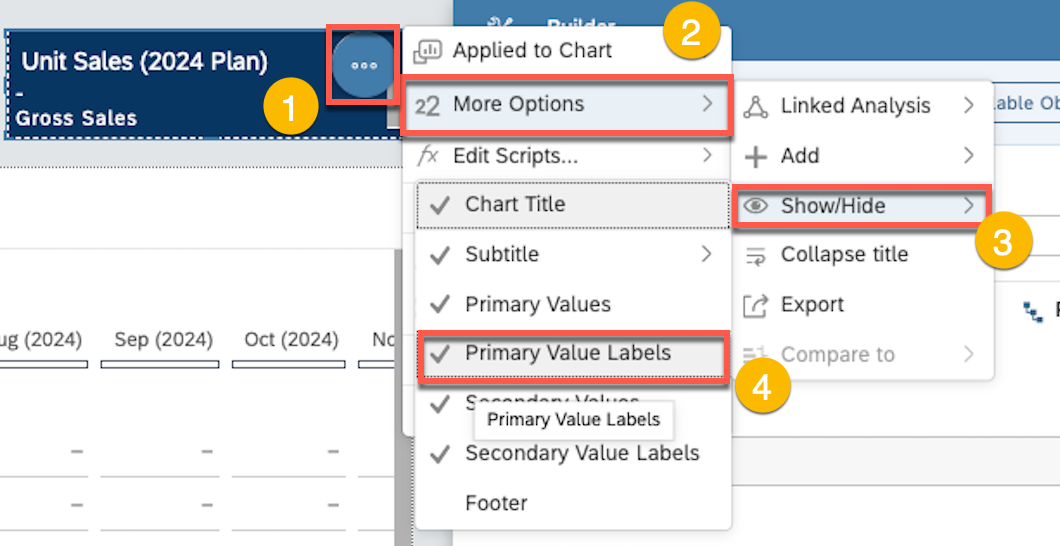 Builder
Unit Sales (2024 Plan)
–
Gross Sales
1
2
Applied to Chart
22 More Options
fx Edit Scripts...
Chart Title
Subtitle
Primary Values
Primary Value Labels
Secondary Values
Primary Value Labels
Secondary Value Labels
Footer
Linked Analysis
Add
Show/Hide
Collapse title
Export
Compare to
3
4
lable Ob
ug (2024) Sep (2024) Oct (2024) No
– – –
– – –